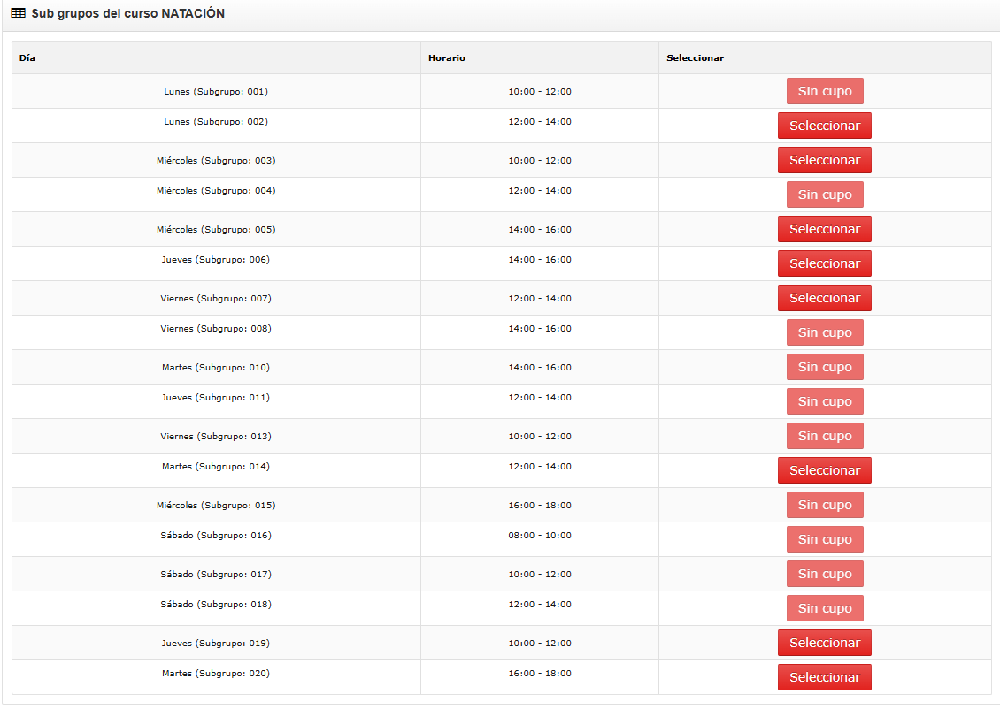 Sub grupos del curso NATACIÓN
Día Horario Seleccionar
Lunes (Subgrupo: 001) 10:00 - 12:00 Sin cupo
Lunes (Subgrupo: 002) 12:00 - 14:00 Seleccionar
Miércoles (Subgrupo: 003) 10:00 - 12:00 Seleccionar
Miércoles (Subgrupo: 004) 12:00 - 14:00 Sin cupo
Miércoles (Subgrupo: 005) 14:00 - 16:00 Seleccionar
Jueves (Subgrupo: 006) 14:00 - 16:00 Seleccionar
Viernes (Subgrupo: 007) 12:00 - 14:00 Seleccionar
Viernes (Subgrupo: 008) 14:00 - 16:00 Sin cupo
Martes (Subgrupo: 010) 14:00 - 16:00 Sin cupo
Jueves (Subgrupo: 011) 12:00 - 14:00 Sin cupo
Viernes (Subgrupo: 013) 10:00 - 12:00 Sin cupo
Martes (Subgrupo: 014) 12:00 - 14:00 Seleccionar
Miércoles (Subgrupo: 015) 16:00 - 18:00 Sin cupo
Sábado (Subgrupo: 016) 08:00 - 10:00 Sin cupo
Sábado (Subgrupo: 017) 10:00 - 12:00 Sin cupo
Sábado (Subgrupo: 018) 12:00 - 14:00 Sin cupo
Jueves (Subgrupo: 019) 10:00 - 12:00 Seleccionar
Martes (Subgrupo: 020) 16:00 - 18:00 Seleccionar